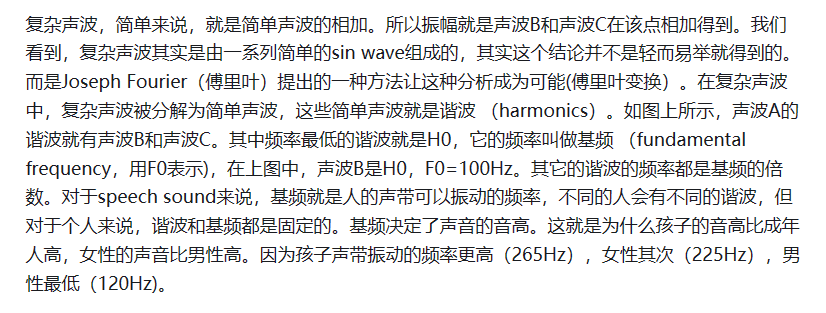 复杂声波，简单来说，就是简单声波的相加。所以振幅就是声波B和声波C在该点相加得到。我们
看到，复杂声波其实是由一系列简单的sin wave组成的，其实这个结论并不是轻而易举就得到的。
而是Joseph Fourier（傅里叶）提出的一种方法让这种分析成为可能(傅里叶变换）。在复杂声波
中，复杂声波被分解为简单声波，这些简单声波就是谐波 （harmonics）。如图上所示，声波A的
谐波就有声波B和声波C。其中频率最低的谐波就是H0，它的频率叫做基频 （fundamental
frequency，用F0表示)，在上图中，声波B是H0，F0=100Hz。其它的谐波的频率都是基频的倍
数。对于speech sound来说，基频就是人的声带可以振动的频率，不同的人会有不同的谐波，但
对于个人来说，谐波和基频都是固定的。基频决定了声音的音高。这就是为什么孩子的音高比成年
人高，女性的声音比男性高。因为孩子声带振动的频率更高（265Hz），女性其次（225Hz），男
性最低（120Hz)。